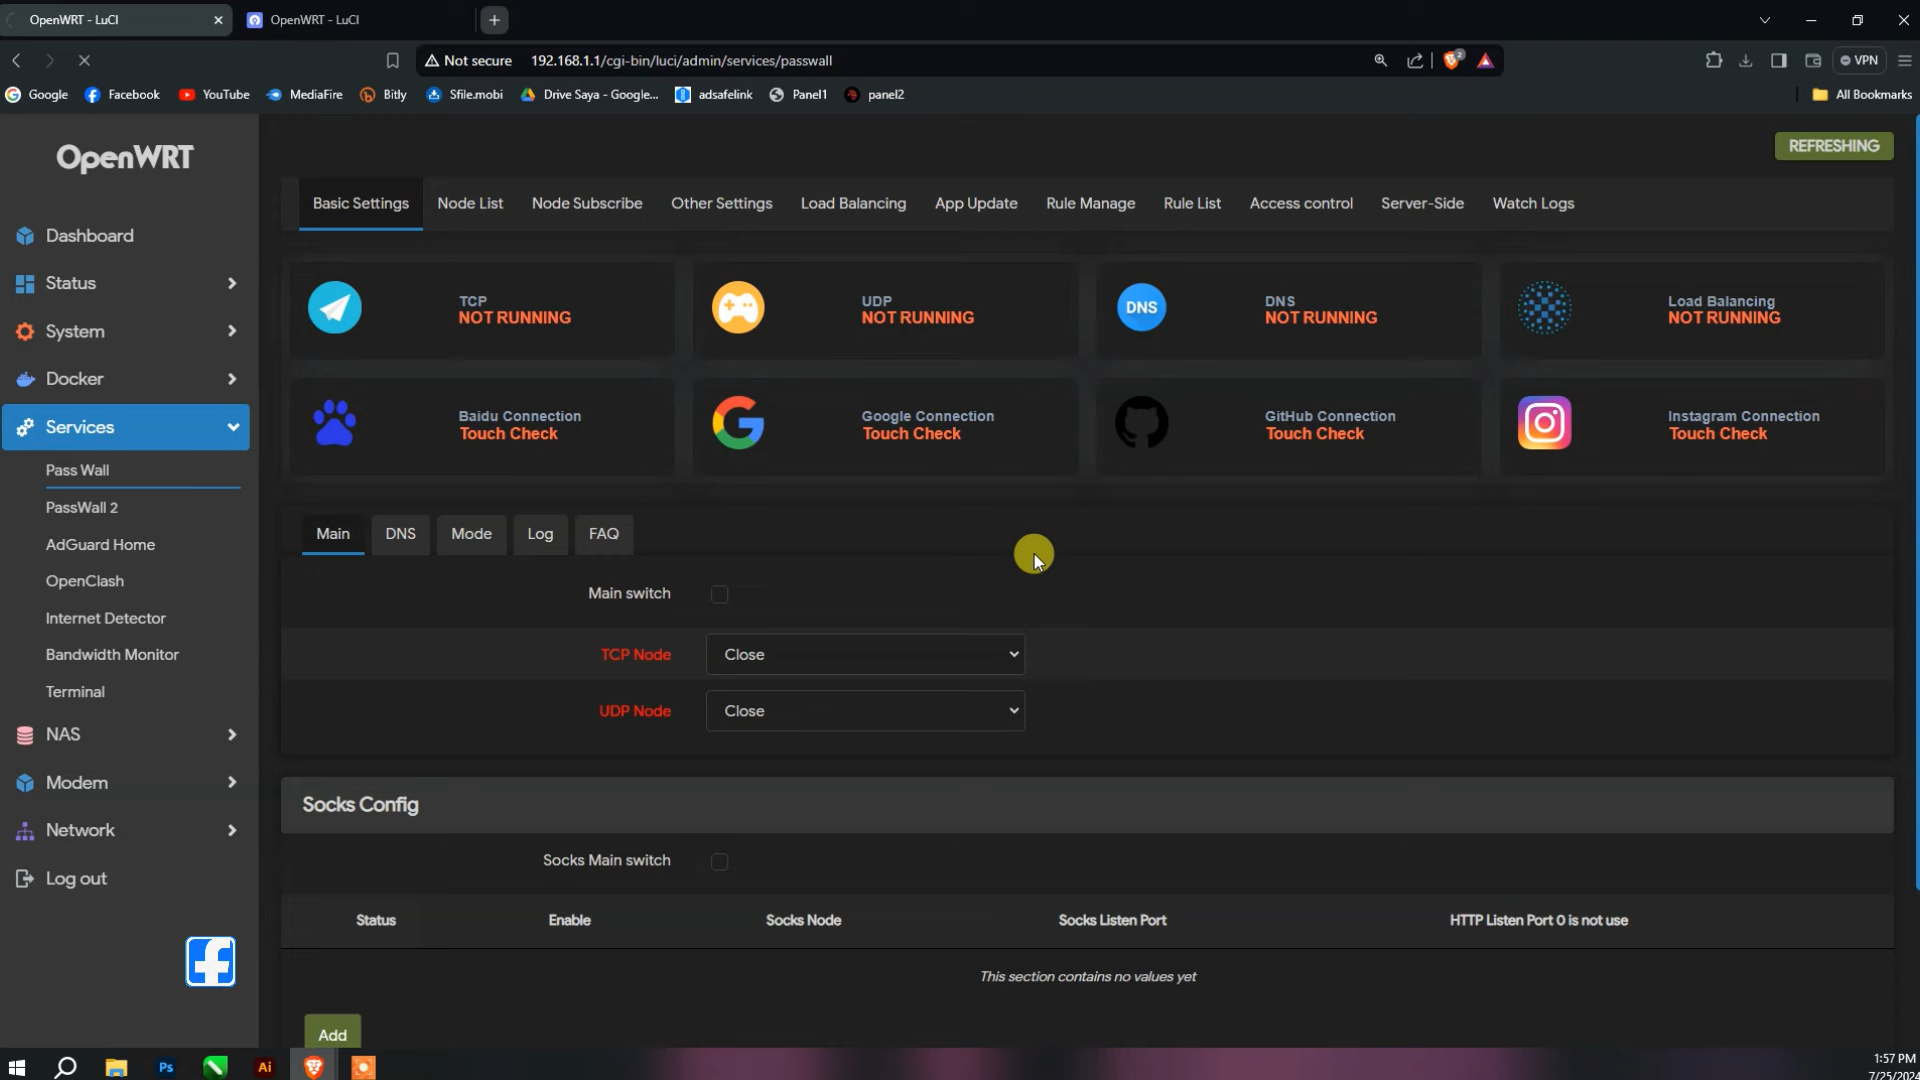 OpenWRT - LuCI
OpenWRT - LuCI
Not secure 192.168.1.1/cgi-bin/luci/admin/services/passwall
2
VPN
Google Facebook YouTube MediaFire Bitly Sfile.mobi Drive Saya - Google... adsafelink Panel1 panel2 All Bookmarks
OpenWRT
REFRESHING
Dashboard
Status
System
Docker
Services
Pass Wall
PassWall 2
AdGuard Home
OpenClash
Internet Detector
Bandwidth Monitor
Terminal
NAS
Modem
Network
Log out
Basic Settings Node List Node Subscribe Other Settings Load Balancing App Update Rule Manage Rule List Access control Server-Side Watch Logs
TCP
NOT RUNNING
UDP
NOT RUNNING
DNS
DNS
NOT RUNNING
Load Balancing
NOT RUNNING
Baidu Connection
Touch Check
Google Connection
Touch Check
GitHub Connection
Touch Check
Instagram Connection
Touch Check
Main DNS Mode Log FAQ
Main switch
TCP Node Close
UDP Node Close
Socks Config
Socks Main switch
Status Enable Socks Node Socks Listen Port HTTP Listen Port 0 is not use
This section contains no values yet
Add
Ps
Ai
1:57 PM
7/25/2024